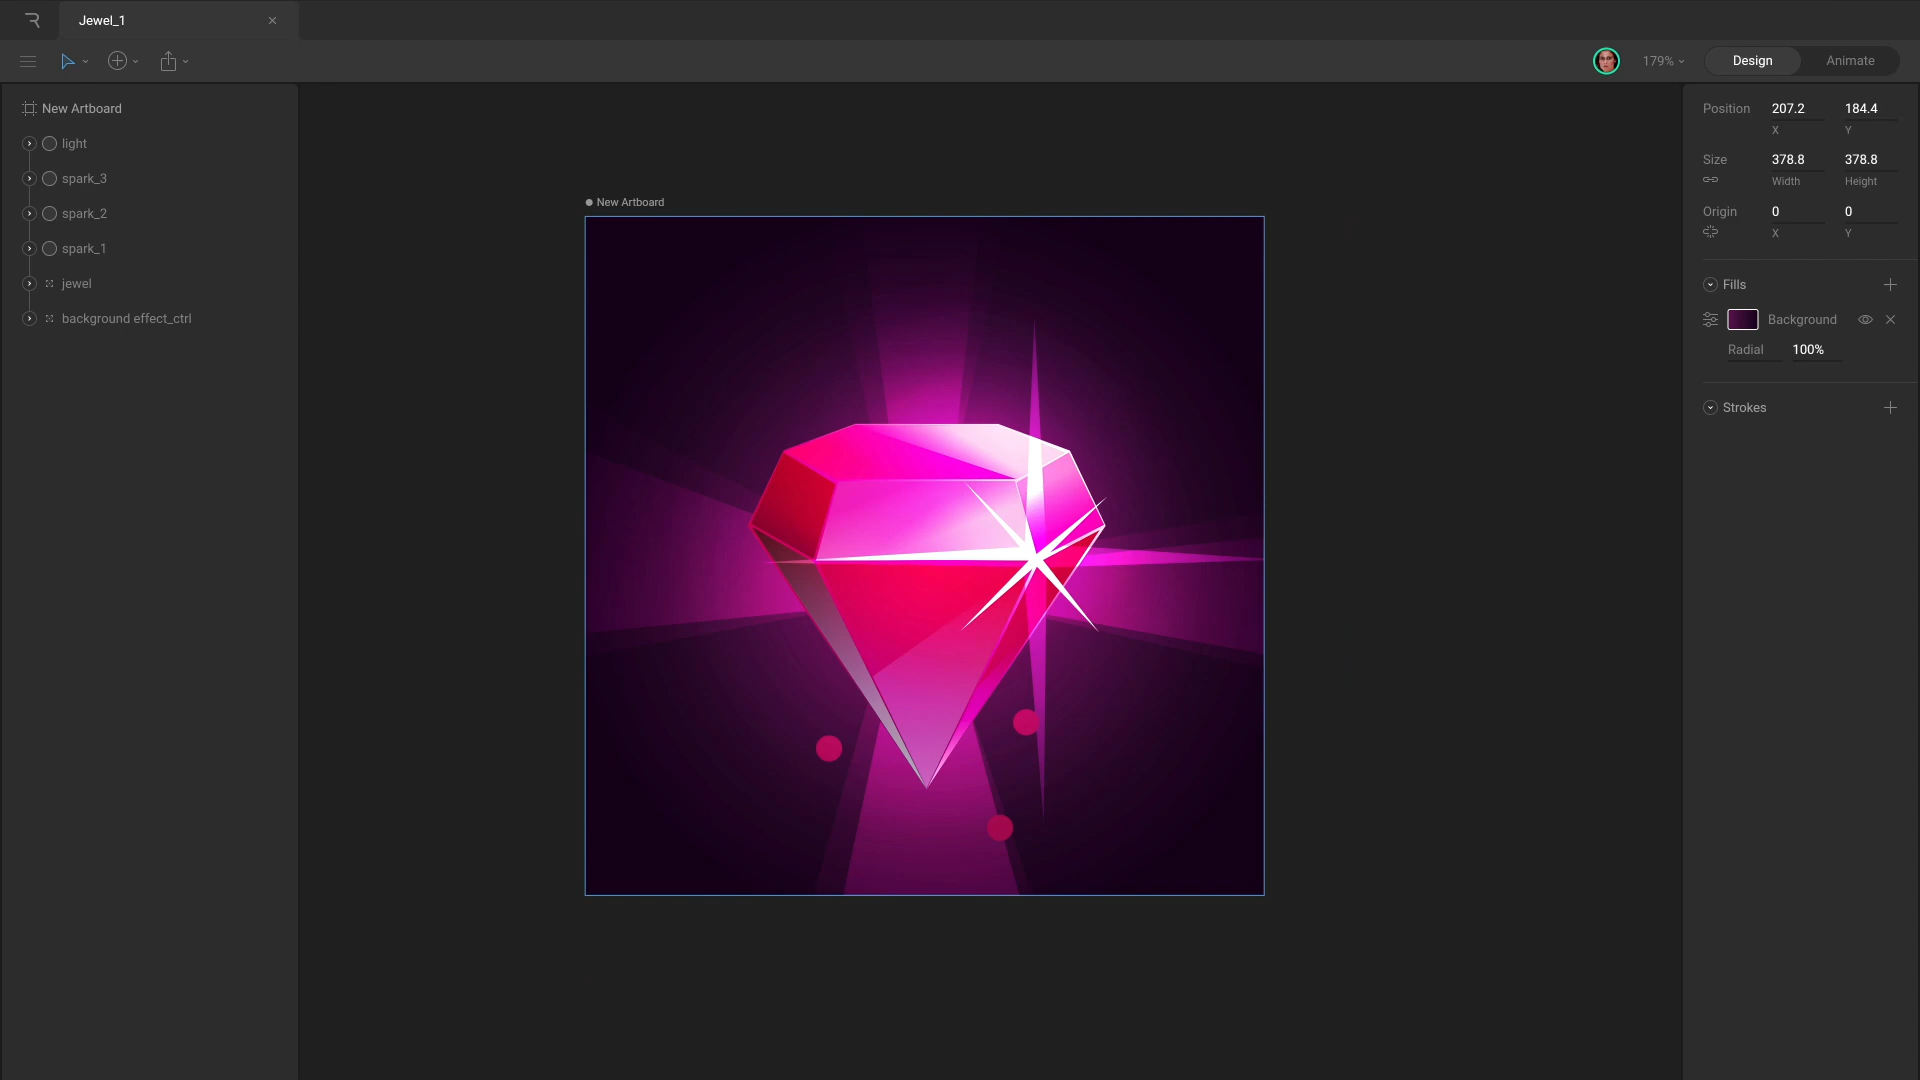 Jewel_1
179%
Design
Animate
New Artboard
light
spark_3
spark_2
spark_1
jewel
background effect_ctrl
New Artboard
Position
207.2
184.4
X
Y
Size
378.8
378.8
Width
Height
Origin
0
0
X
Y
Fills
Background
Radial
100%
Strokes